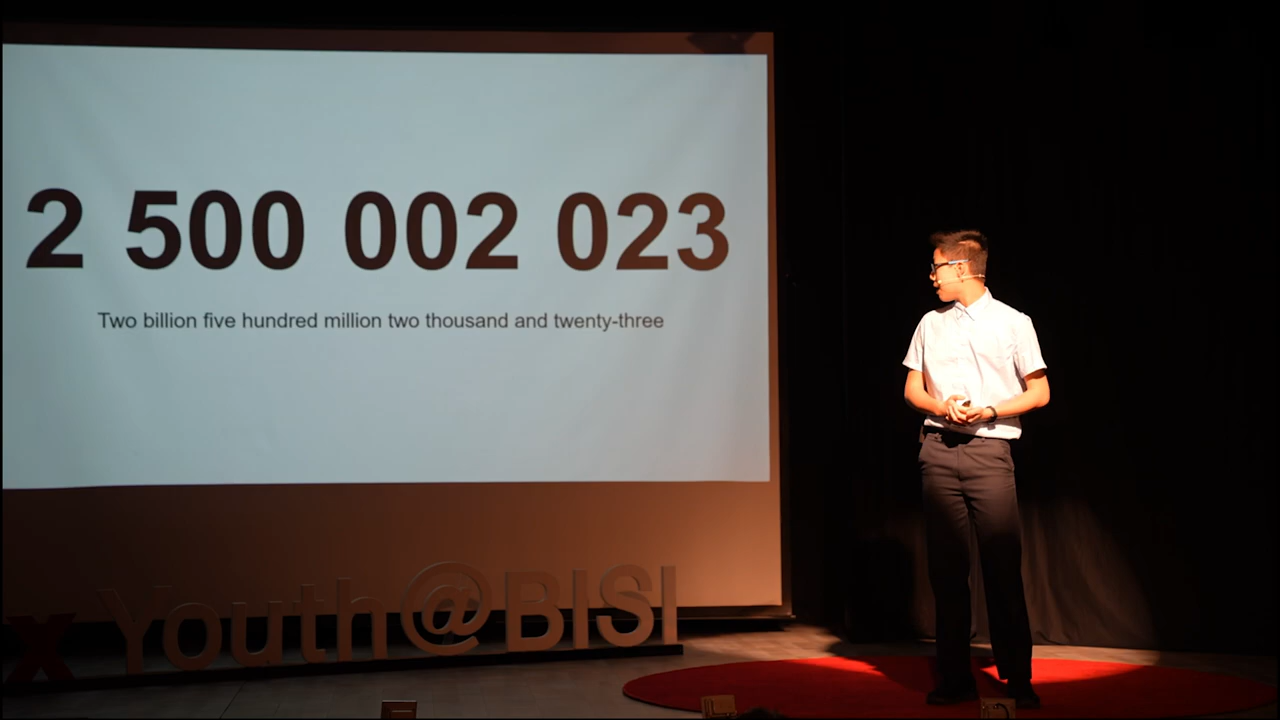 2 500 002 023
Two billion five hundred million two thousand and twenty-three
x Youth@BISI